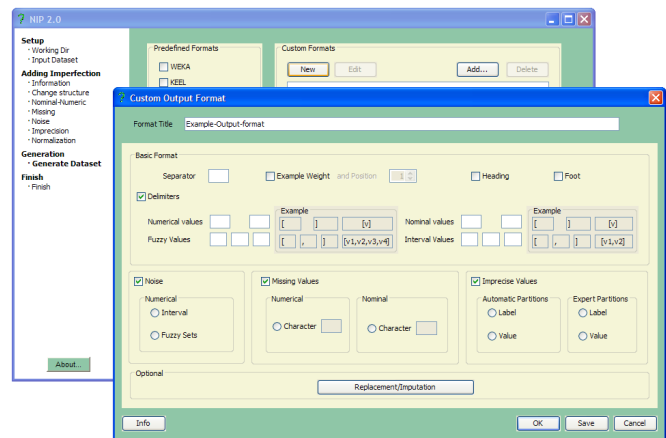 NIP 2.0
Setup
Working Dir
Input Dataset
Adding Imperfection
Information
Change structure
Nominal-Numeric
Missing
Noise
Imprecision
Normalization
Generation
Generate Dataset
Finish
Finish
About...
Predefined Formats
WEKA
KEEL
Custom Formats
New Edit Add... Delete
Custom Output Format
Format Title Example-Output-format
Basic Format
Separator Example Weight and Position 1 Heading Foot
Delimiters
Numerical values
Example
[ ] [v]
Fuzzy Values
[ , ] [v1,v2,v3,v4]
Nominal values
Example
[ ] [v]
Interval Values
[ , ] [v1,v2]
Noise
Numerical
Interval
Fuzzy Sets
Missing Values
Numerical
Character
Nominal
Character
Imprecise Values
Automatic Partitions
Label
Value
Expert Partitions
Label
Value
Optional
Replacement/Imputation
Info OK Save Cancel